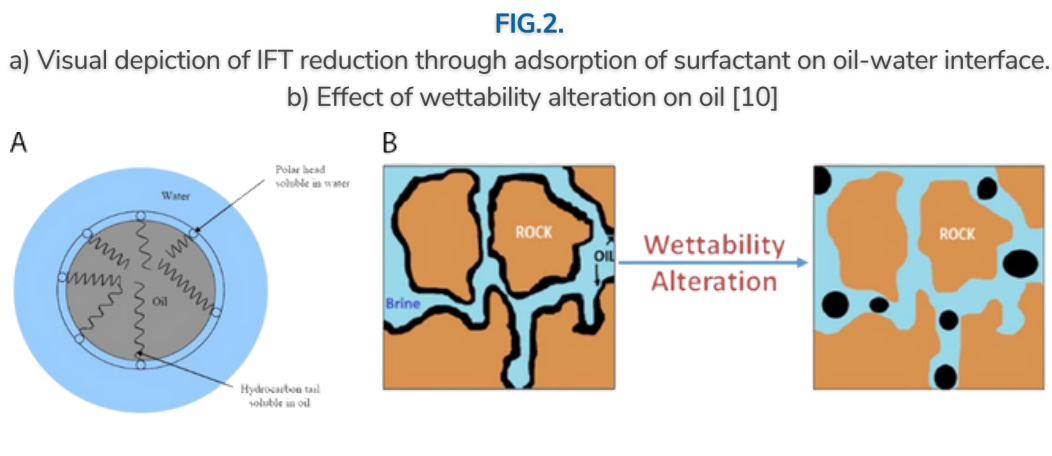 FIG.2.
a) Visual depiction of IFT reduction through adsorption of surfactant on oil-water interface.
b) Effect of wettability alteration on oil [10]
A
B
Polar head
soluble in water
Water
Oil
Hydrocarbon tail
soluble in oil
ROCK
OIL
Brine
Wettability
Alteration
ROCK